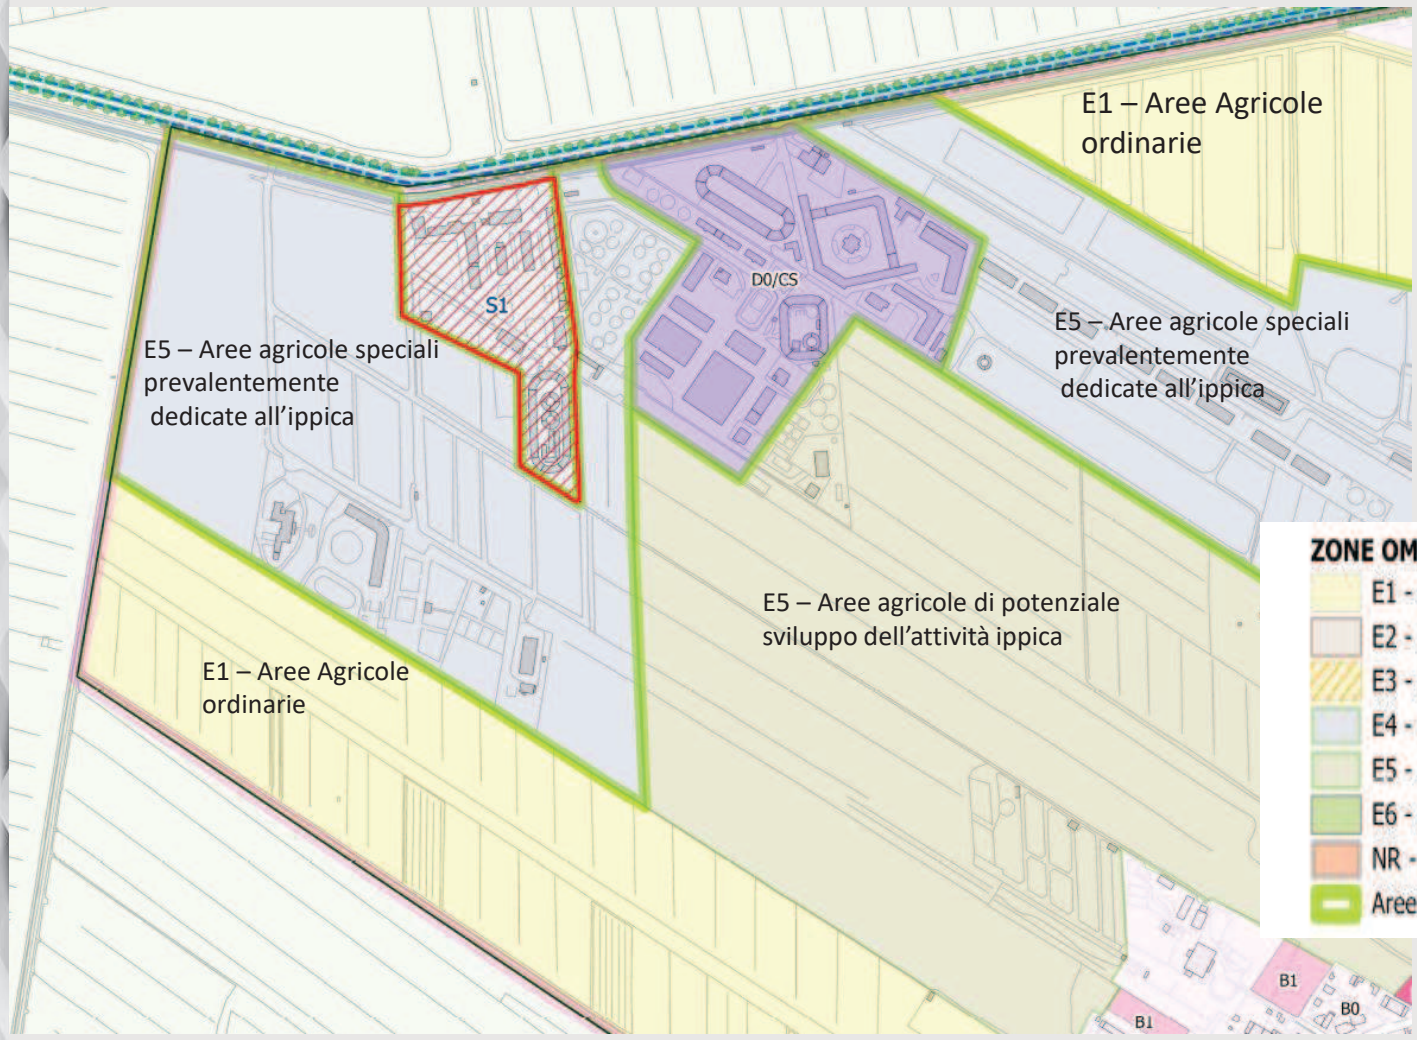 E1 – Aree Agricole
ordinarie
D0/CS
S1
E5 – Aree agricole speciali
prevalentemente
dedicate all'ippica
E5 – Aree agricole speciali
prevalentemente
dedicate all'ippica
E5 – Aree agricole di potenziale
sviluppo dell'attività ippica
E1 – Aree Agricole
ordinarie
ZONE OM
E1 -
E2 -
E3 -
E4 -
E5 -
E6 -
NR -
Aree
B1
B0
B1